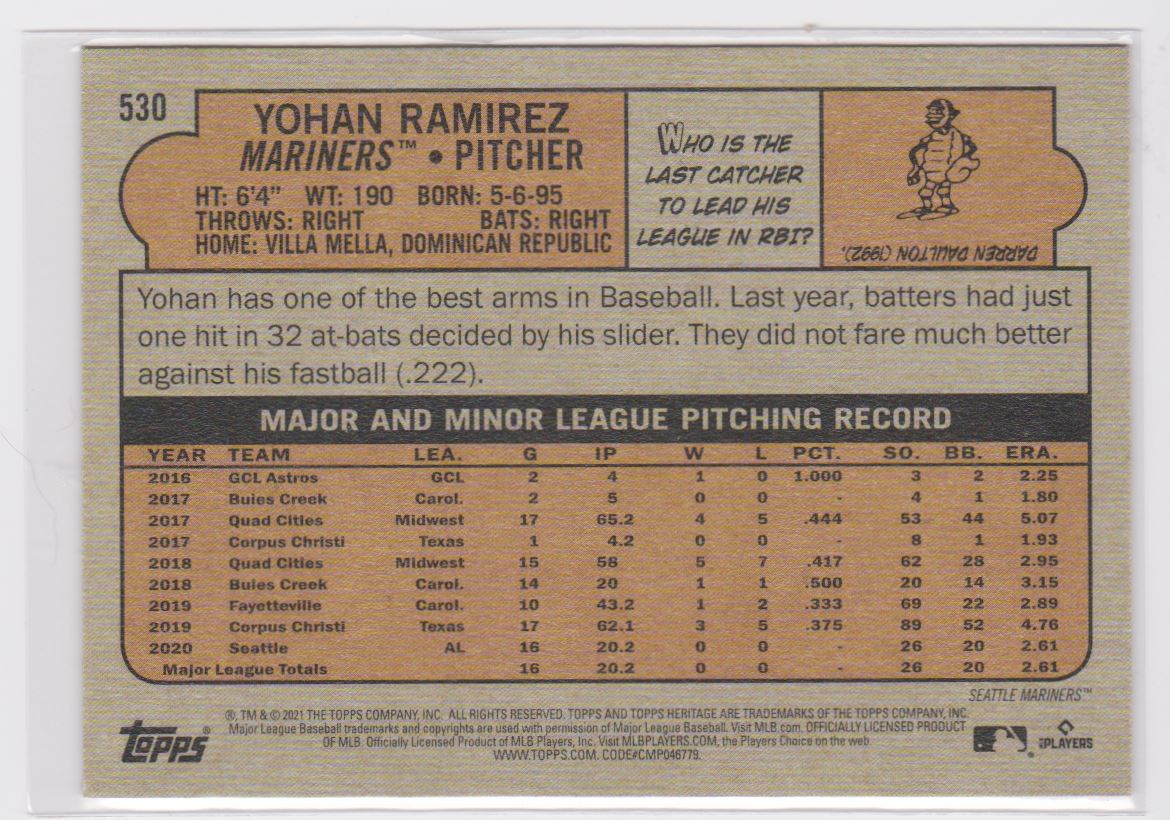 530
YOHAN RAMIREZ
MARINERS™ • PITCHER
HT: 6'4" WT: 190 BORN: 5-6-95
THROWS: RIGHT BATS: RIGHT
HOME: VILLA MELLA, DOMINICAN REPUBLIC
WHO IS THE
LAST CATCHER
TO LEAD HIS
LEAGUE IN RBI?
DARREN DAULTON (1992).
Yohan has one of the best arms in Baseball. Last year, batters had just
one hit in 32 at-bats decided by his slider. They did not fare much better
against his fastball (.222).
MAJOR AND MINOR LEAGUE PITCHING RECORD
YEAR TEAM LEA. G IP W L PCT. SO. BB. ERA.
2016 GCL Astros GCL 2 4 1 0 1.000 3 2 2.25
2017 Buies Creek Carol. 2 5 0 0 - 4 1 1.80
2017 Quad Cities Midwest 17 65.2 4 5 .444 53 44 5.07
2017 Corpus Christi Texas 1 4.2 0 0 - 8 1 1.93
2018 Quad Cities Midwest 15 58 5 7 .417 62 28 2.95
2018 Buies Creek Carol. 14 20 1 1 .500 20 14 3.15
2019 Fayetteville Carol. 10 43.2 1 2 .333 69 22 2.89
2019 Corpus Christi Texas 17 62.1 3 5 .375 89 52 4.76
2020 Seattle AL 16 20.2 0 0 - 26 20 2.61
Major League Totals 16 20.2 0 0 - 26 20 2.61
SEATTLE MARINERS™
topps®
®, TM & © 2021 THE TOPPS COMPANY, INC. ALL RIGHTS RESERVED. TOPPS AND TOPPS HERITAGE ARE TRADEMARKS OF THE TOPPS COMPANY, INC.
Major League Baseball trademarks and copyrights are used with permission of Major League Baseball. Visit MLB.com. OFFICIALLY LICENSED PRODUCT
OF MLB. Officially Licensed Product of MLB Players, Inc. Visit MLBPLAYERS.COM, the Players Choice on the web.
WWW.TOPPS.COM. CODE#CMP046779.
PLAYERS